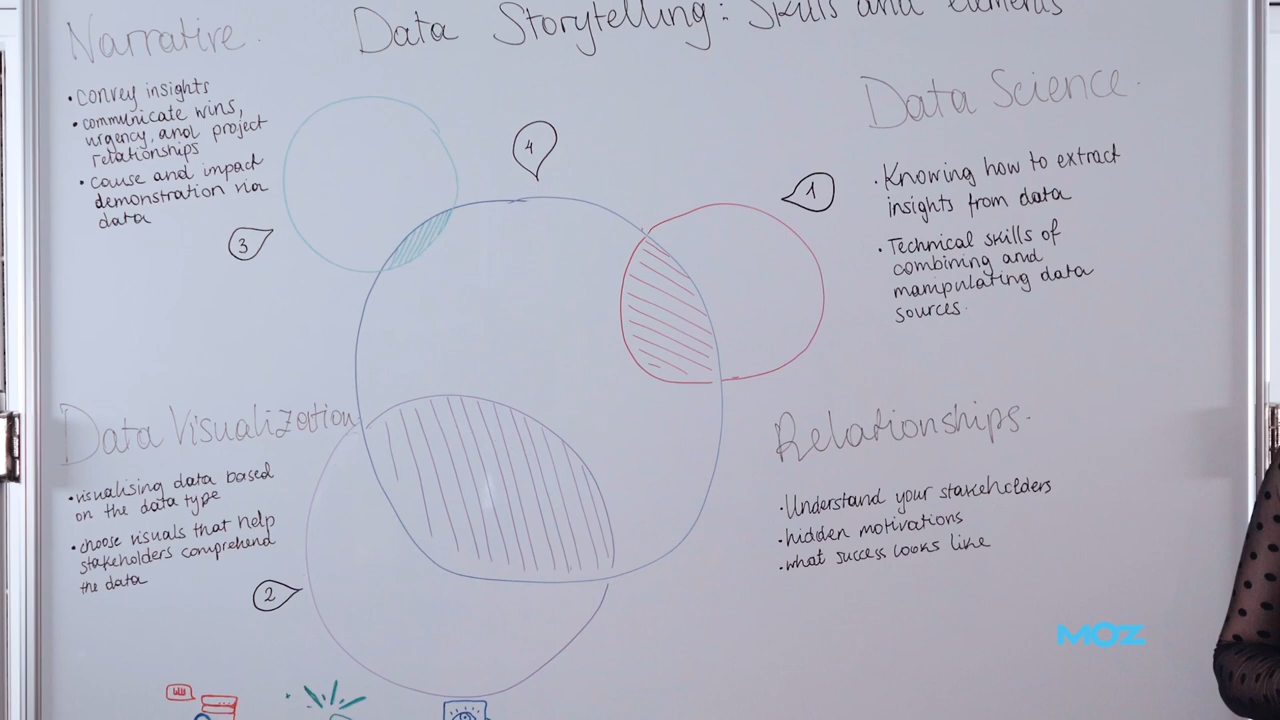 Data Storytelling: Skills and elements
Narrative.
• convey insights
• communicate wins,
urgency, and project
relationships
• cause and impact
demonstration via
data
3
4
1
Data Science.
• Knowing how to extract
insights from data
• Technical skills of
combining and
manipulating data
sources.
Data Visualization
• visualising data based
on the data type
• choose visuals that help
stakeholders comprehend
the data
2
Relationships.
• Understand your stakeholders
• hidden motivations
• what success looks like
MOZ